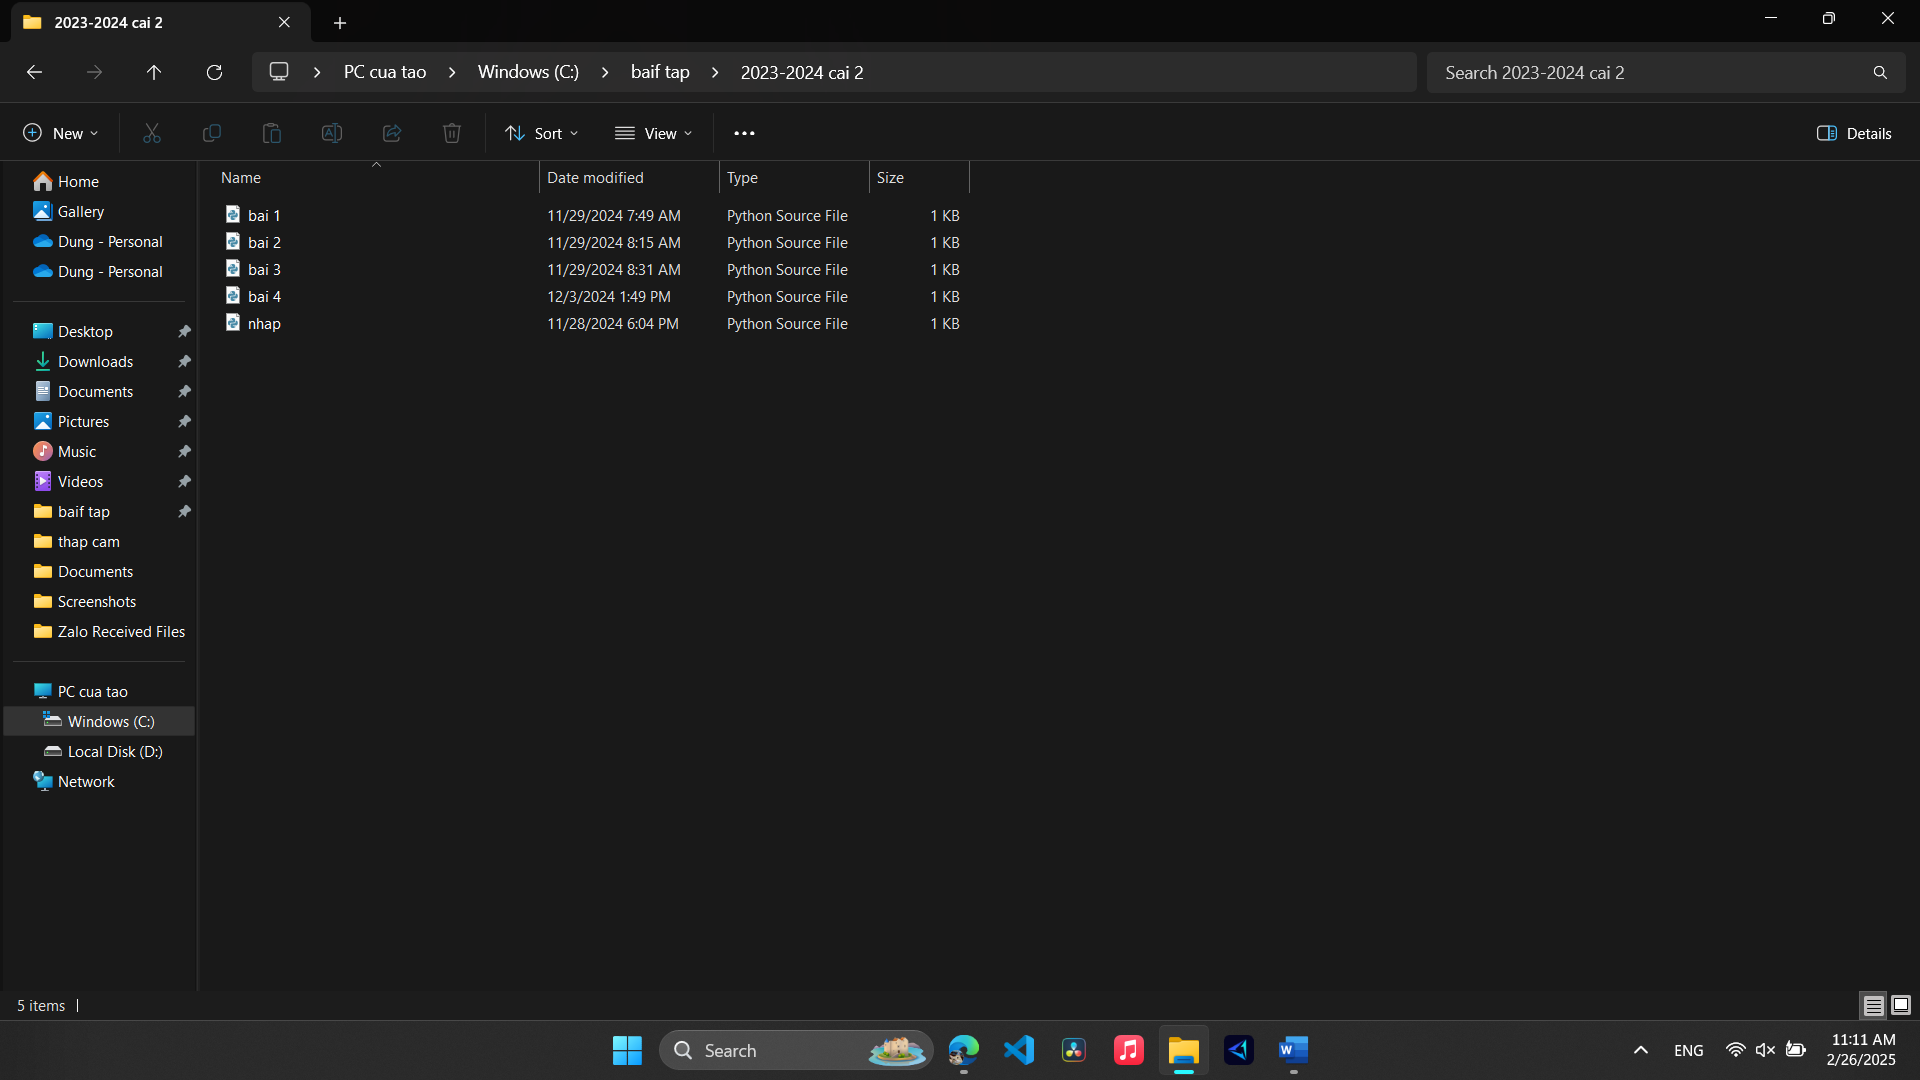 2023-2024 cai 2
PC cua tao
Windows (C:)
baif tap
2023-2024 cai 2
Search 2023-2024 cai 2
New
Sort
View
Details
Name
Date modified
Type
Size
bai 1 11/29/2024 7:49 AM Python Source File 1 KB
bai 2 11/29/2024 8:15 AM Python Source File 1 KB
bai 3 11/29/2024 8:31 AM Python Source File 1 KB
bai 4 12/3/2024 1:49 PM Python Source File 1 KB
nhap 11/28/2024 6:04 PM Python Source File 1 KB
Home
Gallery
Dung - Personal
Dung - Personal
Desktop
Downloads
Documents
Pictures
Music
Videos
baif tap
thap cam
Documents
Screenshots
Zalo Received Files
PC cua tao
Windows (C:)
Local Disk (D:)
Network
5 items
Search
ENG
11:11 AM
2/26/2025